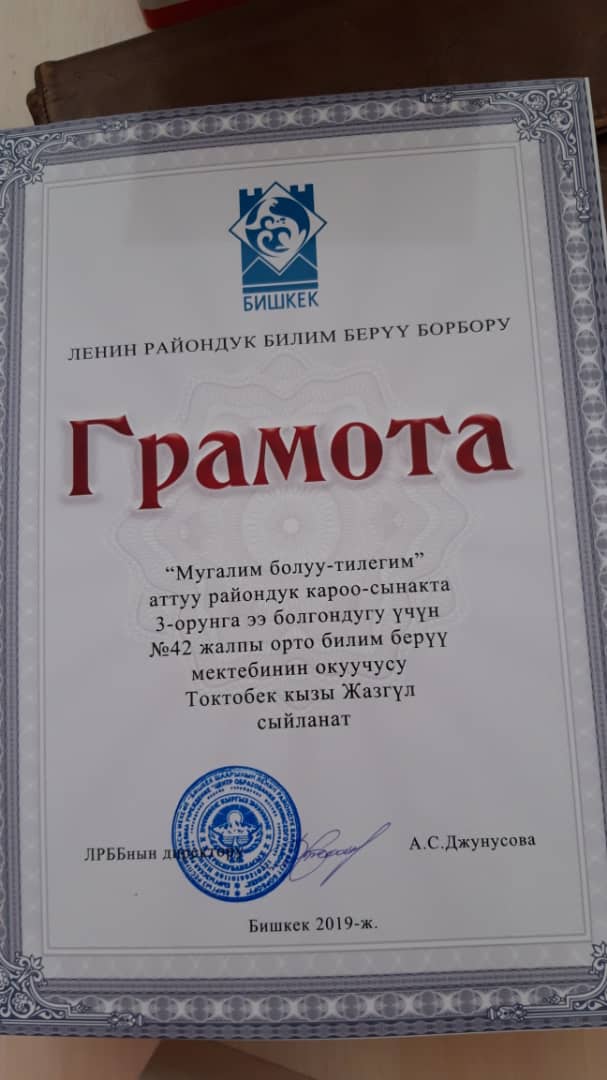 БИШКЕК
ЛЕНИН РАЙОНДУК БИЛИМ БЕРҮҮ БОРБОРУ
Грамота
“Мугалим болуу-тилегим”
аттуу райондук кароо-сынакта
3-орунга ээ болгондугу үчүн
№42 жалпы орто билим берүү
мектебинин окуучусу
Токтобек кызы Жазгүл
сыйланат
ЛРББнын директору
А.С.Джунусова
Бишкек 2019-ж.